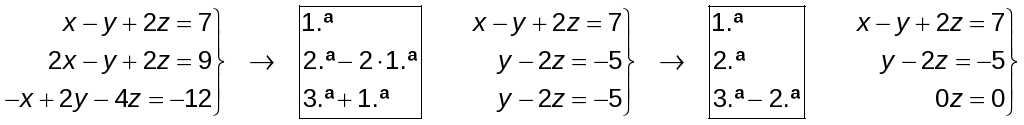 x − y + 2z = 7 → 1.ª x − y + 2z = 7 → 1.ª x − y + 2z = 7
2x − y + 2z = 9 2.ª − 2 · 1.ª y − 2z = −5 2.ª y − 2z = −5
−x + 2y − 4z = −12 3.ª + 1.ª y − 2z = −5 3.ª − 2.ª 0z = 0